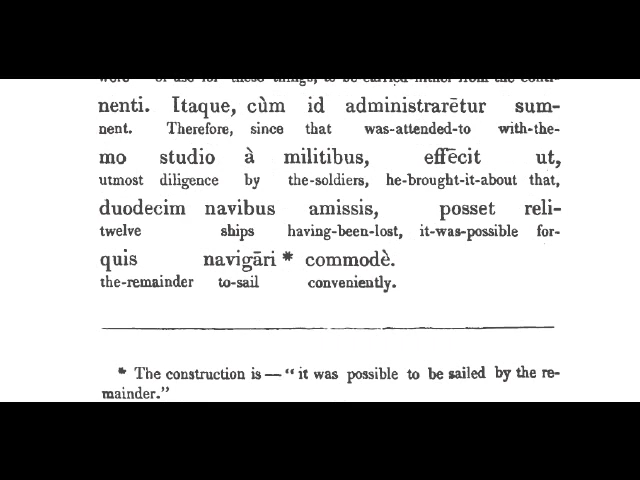 nenti. Itaque, cùm id administrarētur sum-
nent. Therefore, since that was-attended-to with-the-
mo studio à militibus, effēcit ut,
utmost diligence by the-soldiers, he-brought-it-about that,
duodecim navibus amissis, posset reli-
twelve ships having-been-lost, it-was-possible for-
quis navigāri * commodè.
the-remainder to-sail conveniently.
* The construction is — “ it was possible to be sailed by the re-
mainder.”